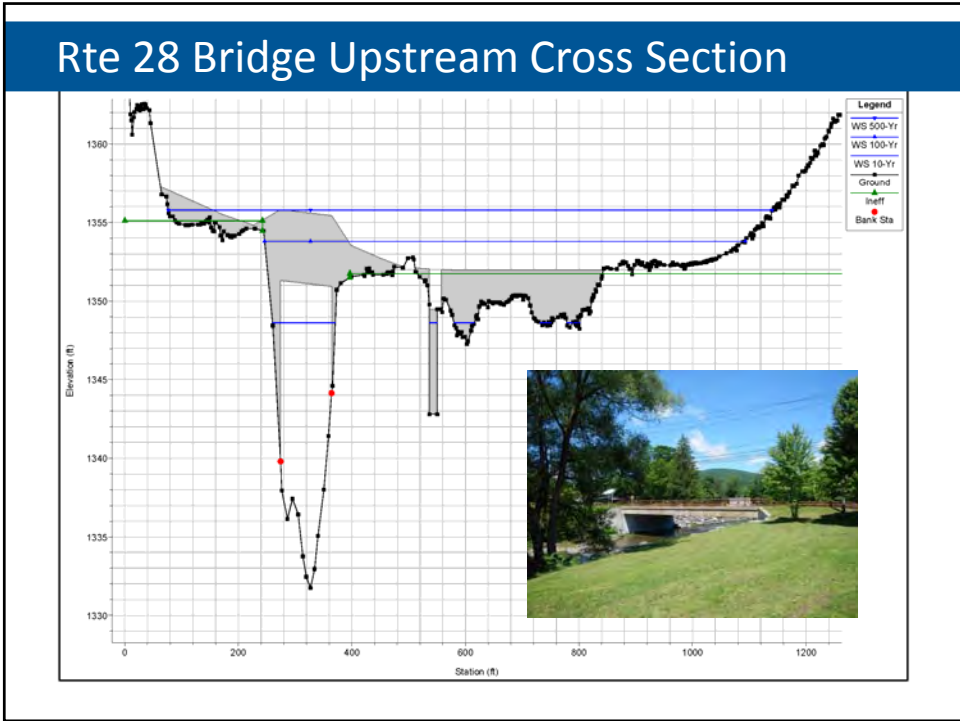 Rte 28 Bridge Upstream Cross Section
Legend
WS 500-Yr
WS 100-Yr
WS 10-Yr
Ground
Ineff
Bank Sta
1360
1355
1350
1345
1340
1335
1330
Elevation (ft)
0 200 400 600 800 1000 1200
Station (ft)